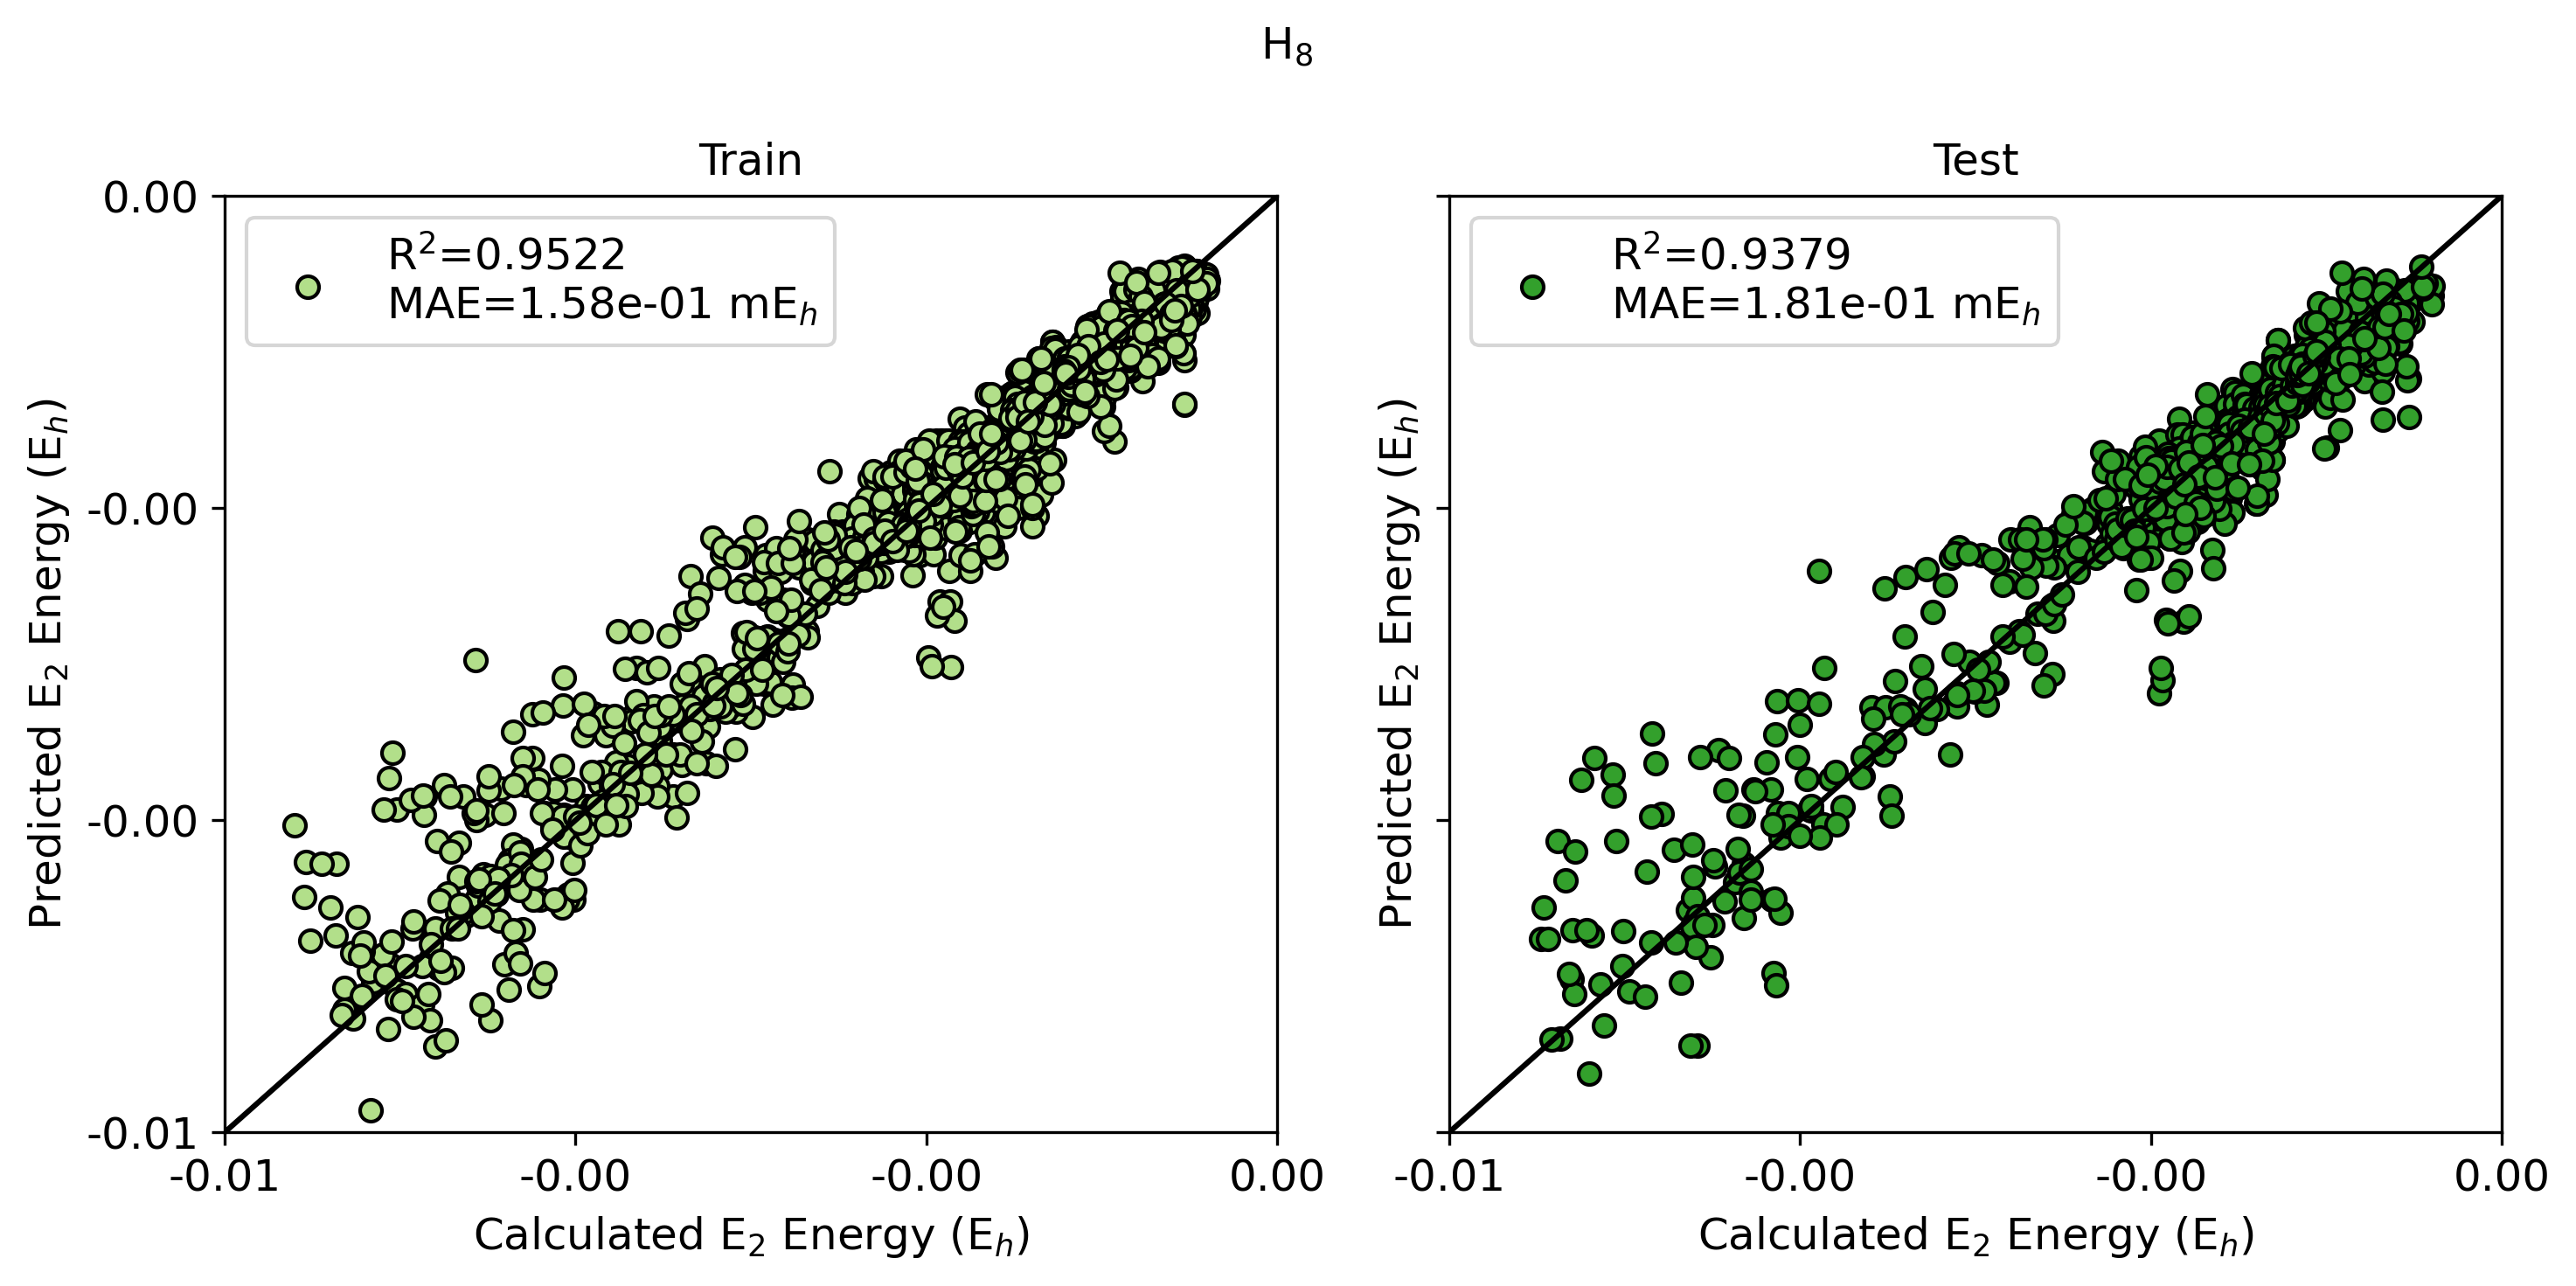 H₈
Train
Test
R²=0.9522
MAE=1.58e-01 mEₕ
R²=0.9379
MAE=1.81e-01 mEₕ
Predicted E₂ Energy (Eₕ)
0.00
-0.00
-0.00
-0.01
Predicted E₂ Energy (Eₕ)
-0.01
-0.00
-0.00
0.00
-0.01
-0.00
-0.00
0.00
Calculated E₂ Energy (Eₕ)
Calculated E₂ Energy (Eₕ)